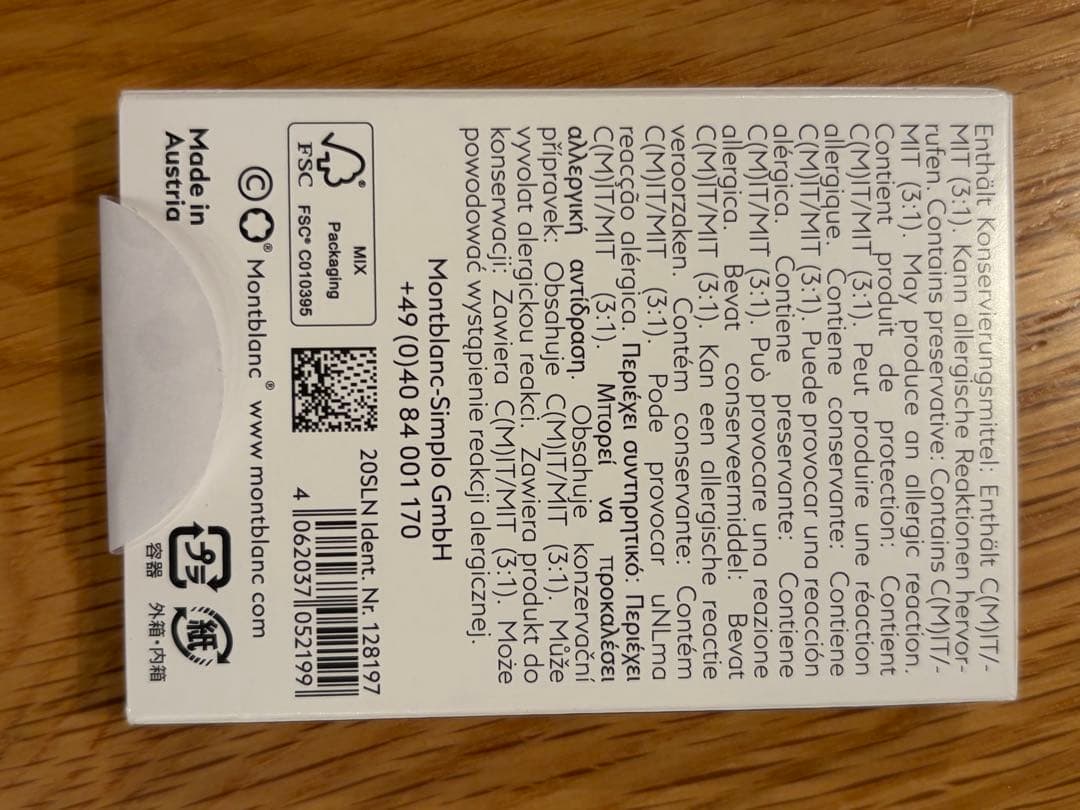 Enthält Konservierungsmittel: Enthält C(M)IT/-
MIT (3:1). Kann allergische Reaktionen hervor-
rufen. Contains preservative: Contains C(M)IT/-
MIT (3:1). May produce an allergic reaction.
Contient produit de protection: Contient
C(M)IT/MIT (3:1). Peut produire une réaction
allergique. Contiene conservante: Contiene
C(M)IT/MIT (3:1). Puede provocar una reacción
alérgica. Contiene preservante: Contiene
C(M)IT/MIT (3:1). Può provocare una reazione
allergica. Bevat conserveermiddel: Bevat
C(M)IT/MIT (3:1). Kan een allergische reactie
veroorzaken. Contém conservante: Contém
C(M)IT/MIT (3:1). Pode provocar uNLma
reacção alérgica. Περιέχει συντηρητικό: Περιέχει
C(M)IT/MIT (3:1). Μπορεί να προκαλέσει
αλλεργική αντίδραση. Obsahuje konzervační
přípravek: Obsahuje C(M)IT/MIT (3:1). Může
vyvolat alergickou reakci. Zawiera produkt do
konserwacji: Zawiera C(M)IT/MIT (3:1). Może
powodować wystąpienie reakcji alergicznej.
Montblanc-Simplo GmbH
+49 (0)40 84 001 170
MIX
Packaging
FSC FSC® C010395
20SLN Ident. Nr. 128197
4 062037 052199
© ® Montblanc ® www montblanc com
Made in
Austria
プラ
容器
紙
外箱・内箱